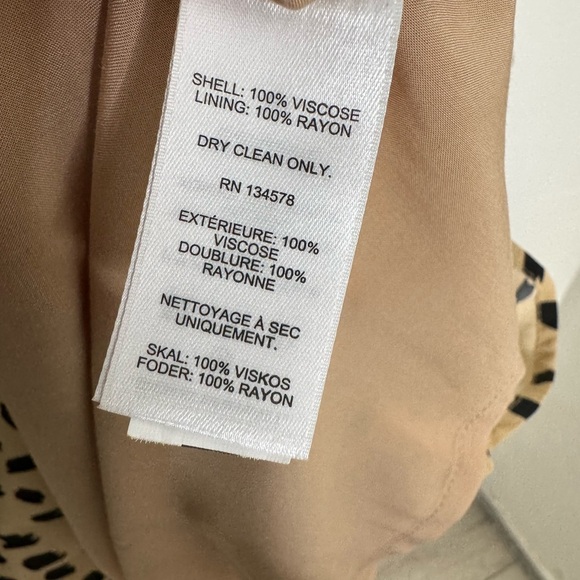 SHELL: 100% VISCOSE
LINING: 100% RAYON
DRY CLEAN ONLY.
RN 134578
EXTÉRIEURE: 100%
VISCOSE
DOUBLURE: 100%
RAYONNE
NETTOYAGE À SEC
UNIQUEMENT.
SKAL: 100% VISKOS
FODER: 100% RAYON